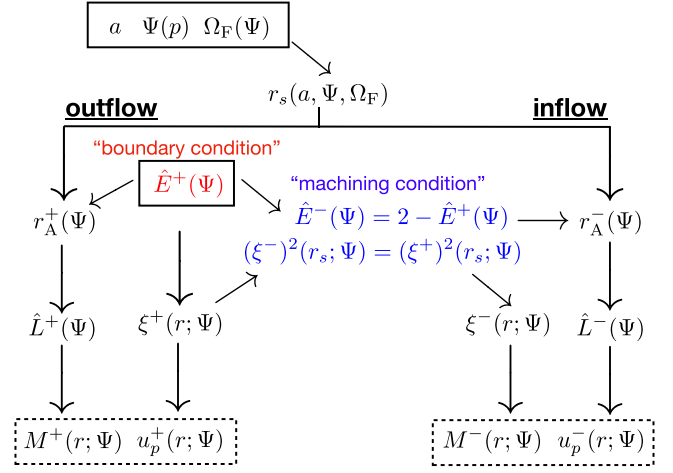 a Ψ(p) Ω_F(Ψ)
r_s(a, Ψ, Ω_F)
outflow
inflow
“boundary condition”
Ê⁺(Ψ)
“machining condition”
r_A⁺(Ψ)
Ê⁻(Ψ) = 2 − Ê⁺(Ψ)
r_A⁻(Ψ)
(ξ⁻)²(r_s; Ψ) = (ξ⁺)²(r_s; Ψ)
L̂⁺(Ψ)
ξ⁺(r; Ψ)
ξ⁻(r; Ψ)
L̂⁻(Ψ)
M⁺(r; Ψ) u_p⁺(r; Ψ)
M⁻(r; Ψ) u_p⁻(r; Ψ)